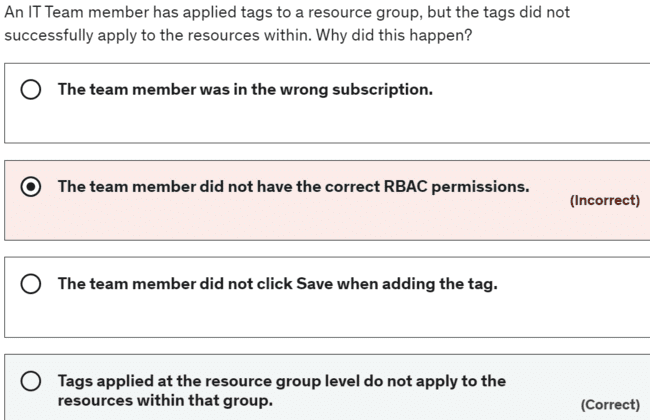 An IT Team member has applied tags to a resource group, but the tags did not
successfully apply to the resources within. Why did this happen?
The team member was in the wrong subscription.
The team member did not have the correct RBAC permissions.
(Incorrect)
The team member did not click Save when adding the tag.
Tags applied at the resource group level do not apply to the
resources within that group.
(Correct)